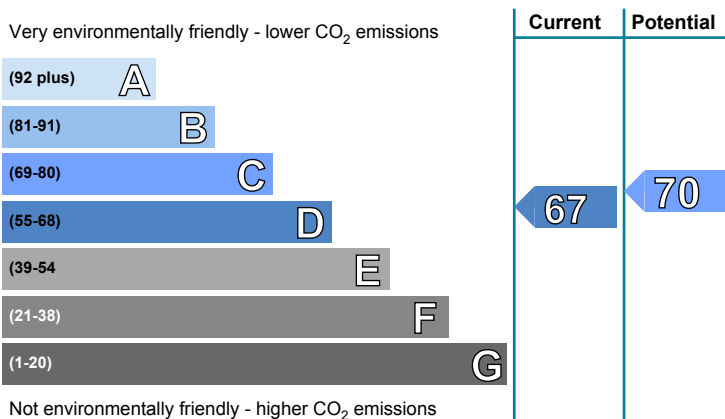 Very environmentally friendly - lower CO2 emissions
Current
Potential
(92 plus) A
(81-91) B
(69-80) C
(55-68) D
(39-54 E
(21-38) F
(1-20) G
67
70
Not environmentally friendly - higher CO2 emissions